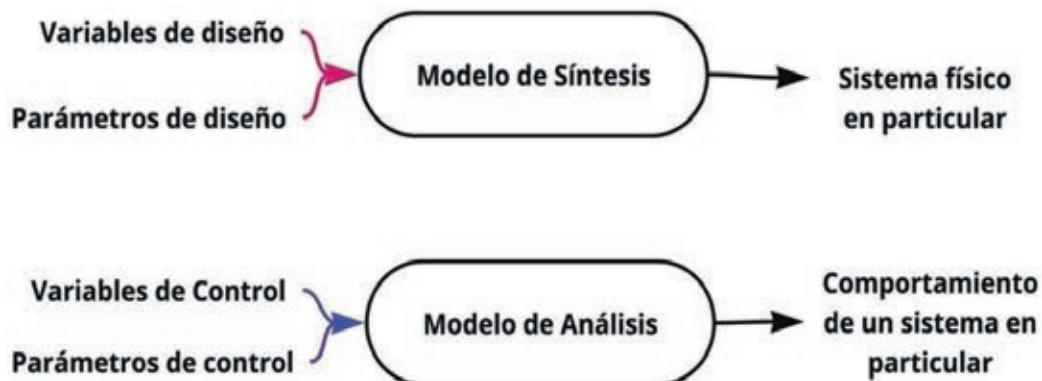 Variables de diseño
Parámetros de diseño
Modelo de Síntesis
Sistema físico
en particular
Variables de Control
Parámetros de control
Modelo de Análisis
Comportamiento
de un sistema en
particular